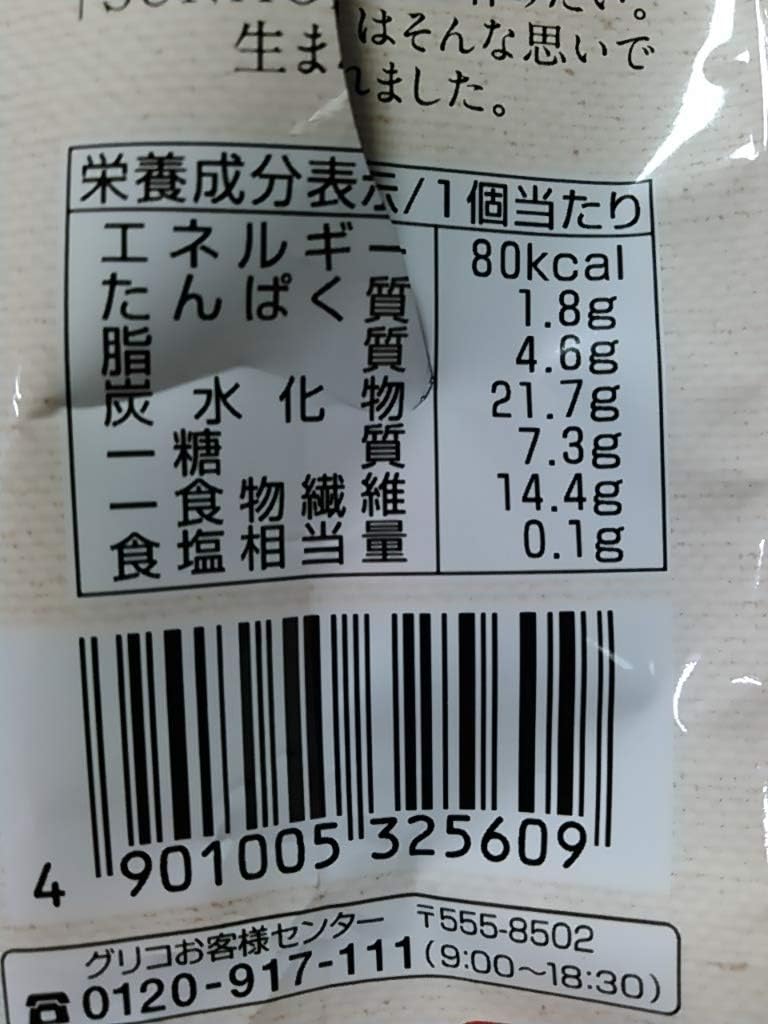 生ま はそんな思いで
れました。
栄養成分表示/1個当たり
エネルギー 80kcal
たんぱく質 1.8g
脂質 4.6g
炭水化物 21.7g
ー糖質 7.3g
ー食物繊維 14.4g
食塩相当量 0.1g
4 901005 325609
グリコお客様センター 〒555-8502
0120-917-111(9:00〜18:30)